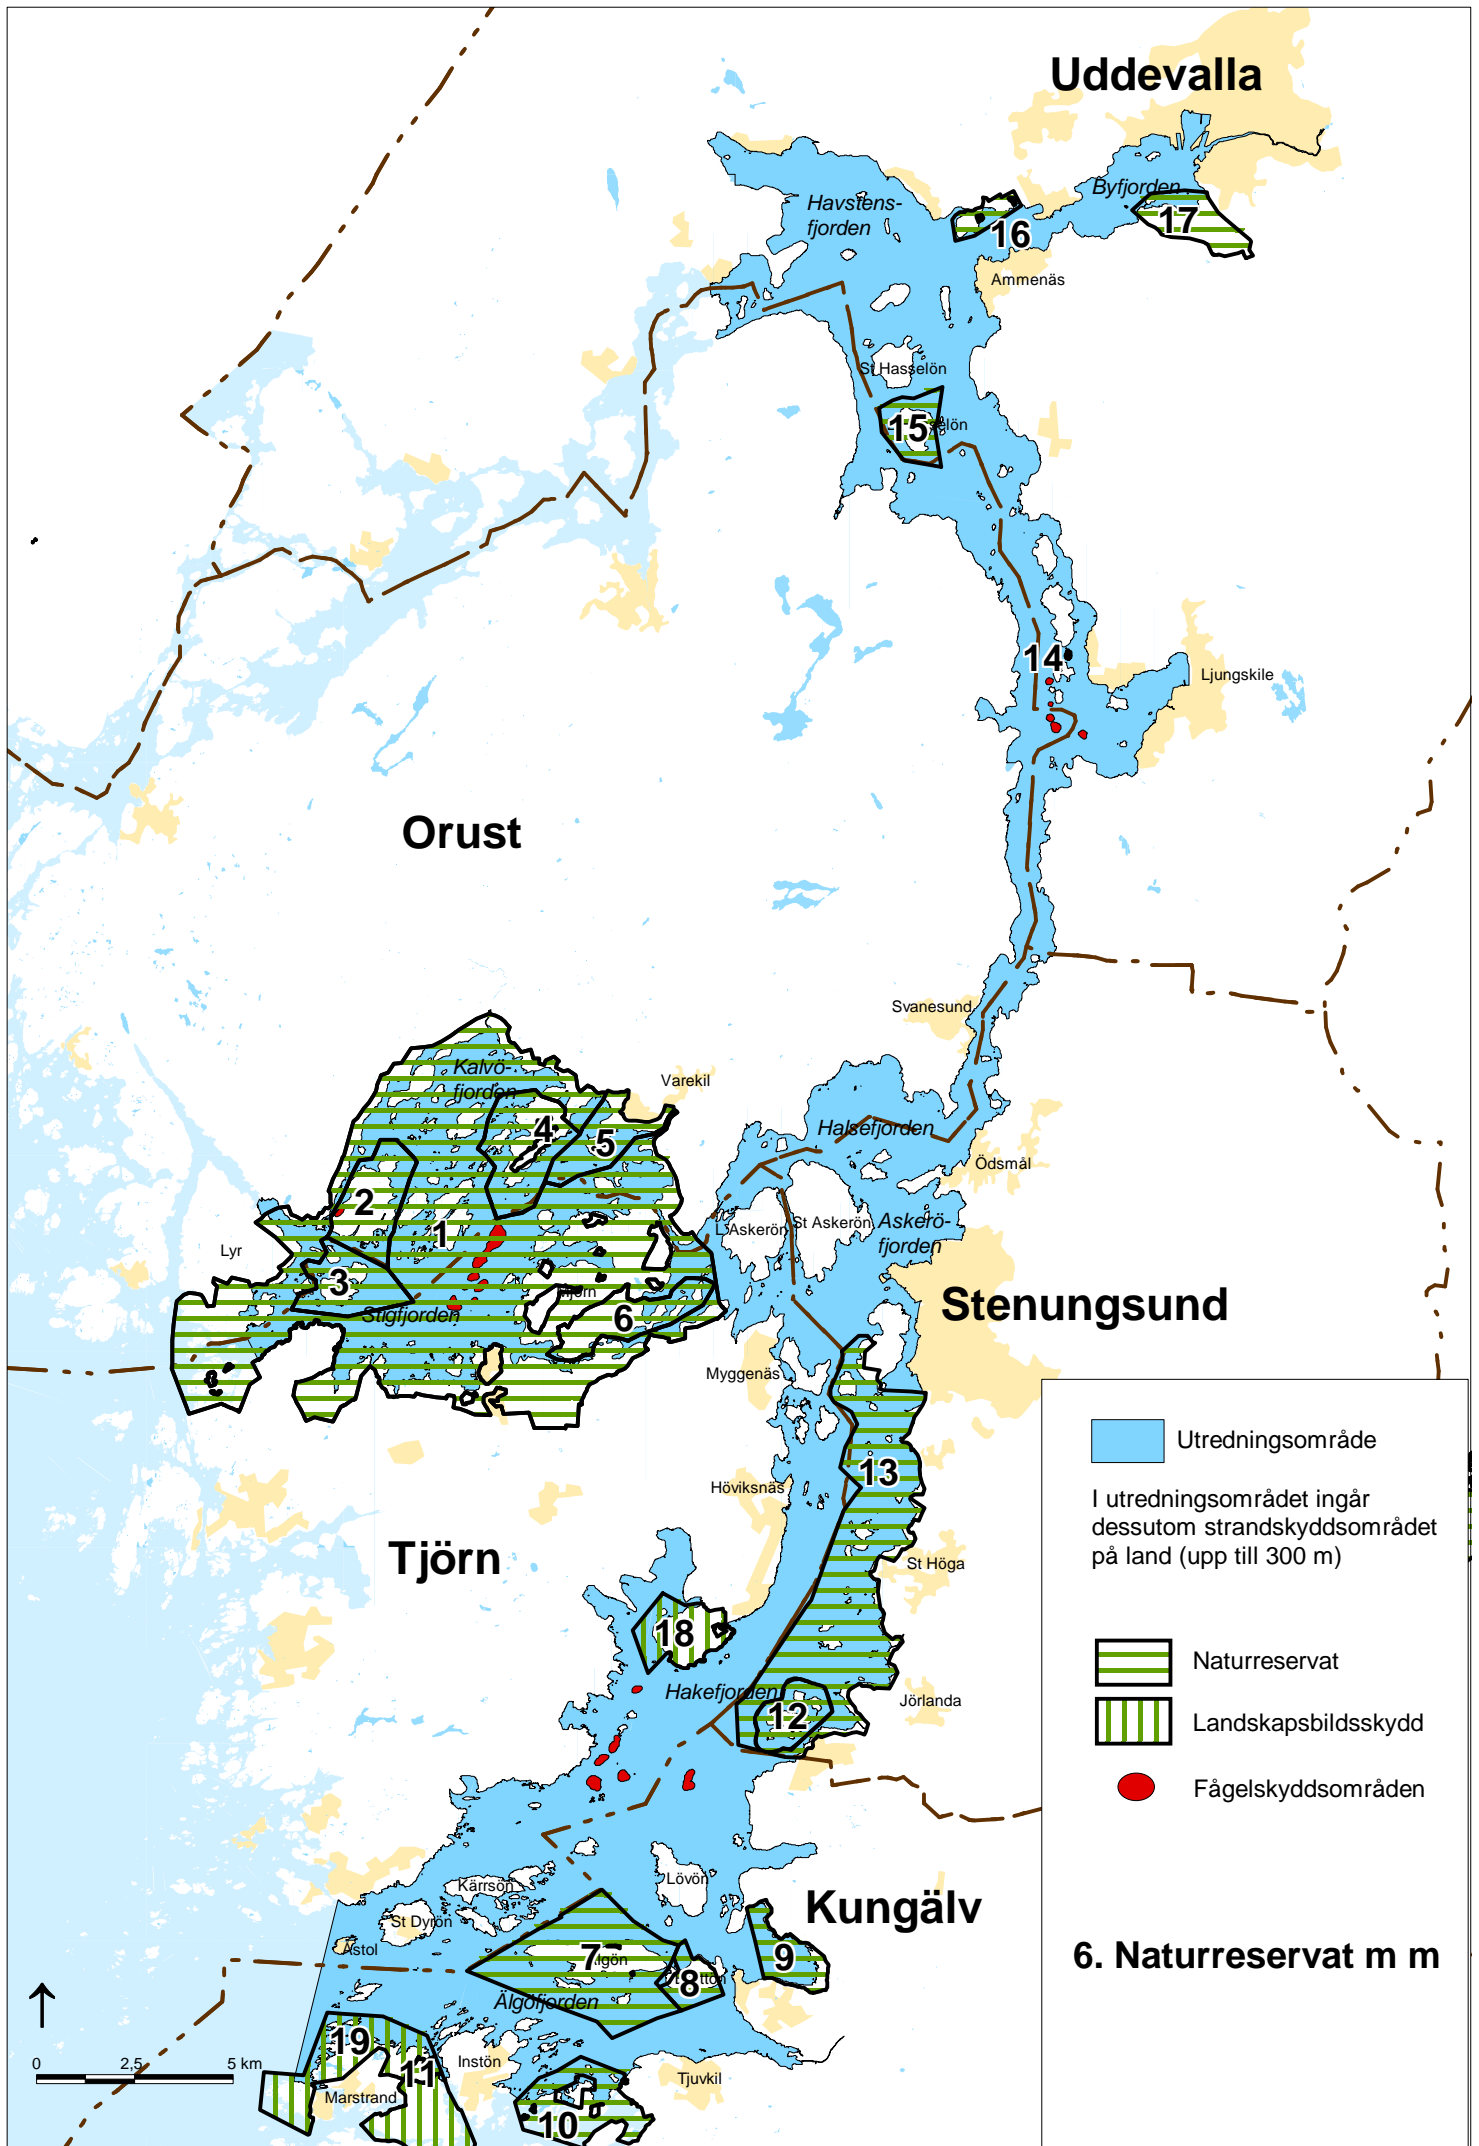 Uddevalla
Byfjorden
Havstens-
fjorden
17
16
Ammenäs
St Hasselön
15
elön
14
Ljungskile
Orust
Svanesund
Kalvö-
fjorden
Varekil
4
5
Halsefjorden
Ödsmål
2
1
L Askerön
St Askerön
Askerö-
fjorden
Lyr
3
Mjörn
6
Stigfjorden
Stenungsund
Myggenäs
Utredningsområde
13
Höviksnäs
I utredningsområdet ingår
dessutom strandskyddsområdet
på land (upp till 300 m)
Tjörn
St Höga
18
Naturreservat
Hakefjorden
Jörlanda
12
Landskapsbildsskydd
Fågelskyddsområden
Lövön
Kärrsön
Kungälv
St Dyrön
Åstol
7
lgön
9
8
6. Naturreservat m m
Älgöfjorden
19
11
Instön
0 2,5 5 km
Tjuvkil
Marstrand
10